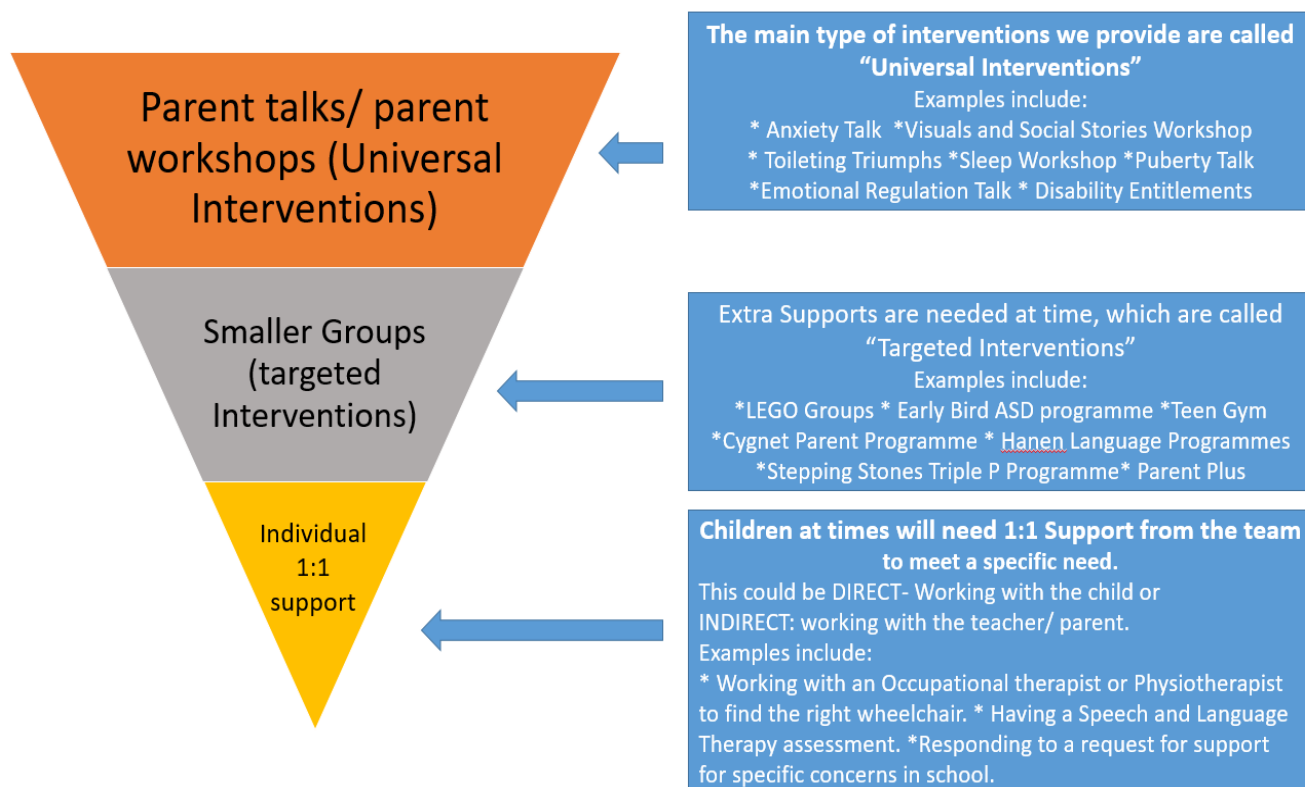 Parent talks/ parent
workshops (Universal
Interventions)
The main type of interventions we provide are called
“Universal Interventions”
Examples include:
* Anxiety Talk  *Visuals and Social Stories Workshop
* Toileting Triumphs *Sleep Workshop *Puberty Talk
*Emotional Regulation Talk * Disability Entitlements
Smaller Groups
(targeted
Interventions)
Extra Supports are needed at time, which are called
“Targeted Interventions”
Examples include:
*LEGO Groups * Early Bird ASD programme *Teen Gym
*Cygnet Parent Programme * Hanen Language Programmes
*Stepping Stones Triple P Programme* Parent Plus
Individual
1:1
support
Children at times will need 1:1 Support from the team
to meet a specific need.
This could be DIRECT- Working with the child or
INDIRECT: working with the teacher/ parent.
Examples include:
* Working with an Occupational therapist or Physiotherapist
to find the right wheelchair. * Having a Speech and Language
Therapy assessment. *Responding to a request for support
for specific concerns in school.